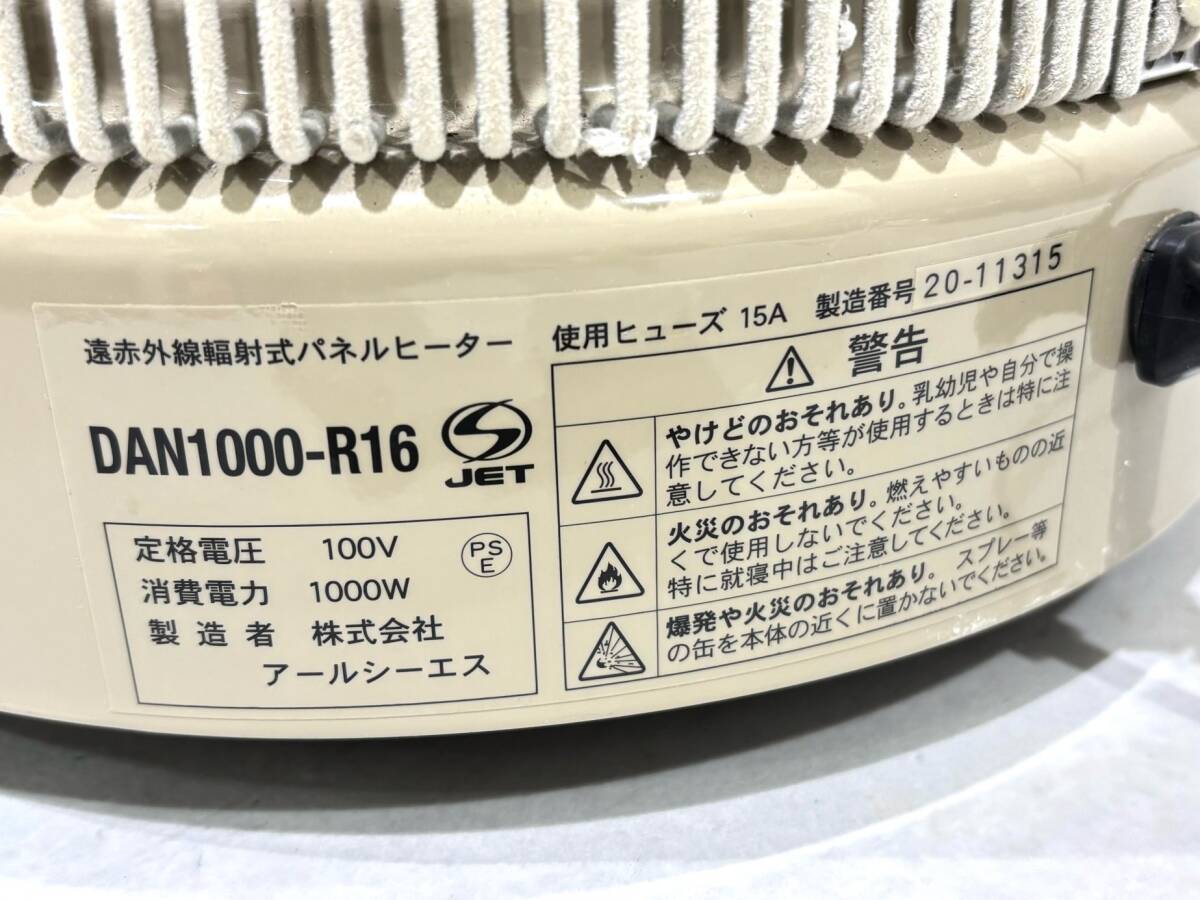 遠赤外線輻射式パネルヒーター
DAN1000-R16
JET
定格電圧 100V
PS
E
消費電力 1000W
製造者 株式会社
アールシーエス
使用ヒューズ 15A 製造番号 20-11315
警告
やけどのおそれあり。乳幼児や自分で操
作できない方等が使用するときは特に注
意してください。
火災のおそれあり。燃えやすいものの近
くで使用しないでください。
特に就寝中はご注意してください。
爆発や火災のおそれあり。 スプレー等
の缶を本体の近くに置かないでください。